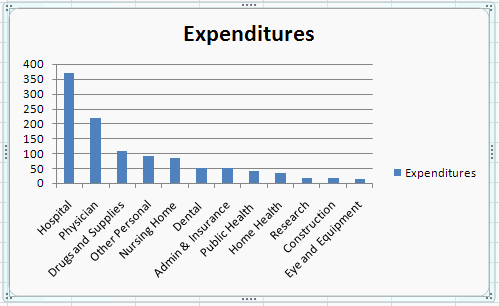 Expenditures
400
350
300
250
200
150
100
50
0
Hospital
Physician
Drugs and Supplies
Other Personal
Nursing Home
Dental
Admin & Insurance
Public Health
Home Health
Research
Construction
Eye and Equipment
Expenditures